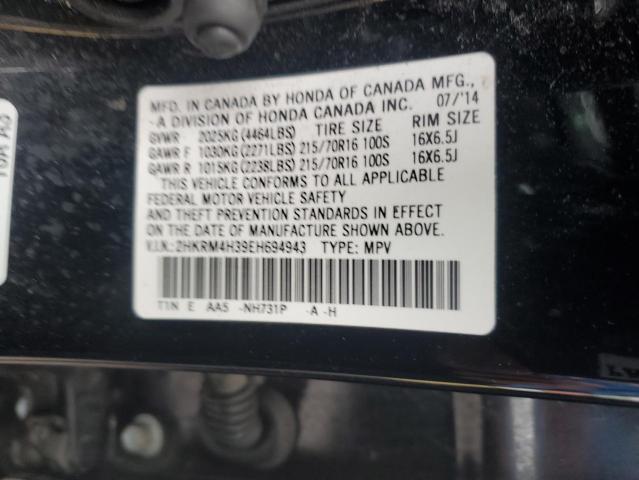 MFD. IN CANADA BY HONDA OF CANADA MFG.,
-A DIVISION OF HONDA CANADA INC. 07/'14
GVWR 2025KG(4464LBS) TIRE SIZE RIM SIZE
GAWR F 1030KG(2271LBS) 215/70R16 100S 16X6.5J
GAWR R 1015KG(2238LBS) 215/70R16 100S 16X6.5J
THIS VEHICLE CONFORMS TO ALL APPLICABLE
FEDERAL MOTOR VEHICLE SAFETY
AND THEFT PREVENTION STANDARDS IN EFFECT
ON THE DATE OF MANUFACTURE SHOWN ABOVE.
V.I.N.:2HKRM4H39EH694943 TYPE: MPV
T1N E AA5 -NH731P -A -H